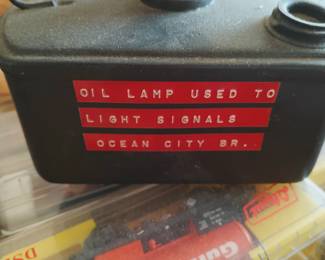 OIL LAMP USED TO
LIGHT SIGNALS
OCEAN CITY BR.